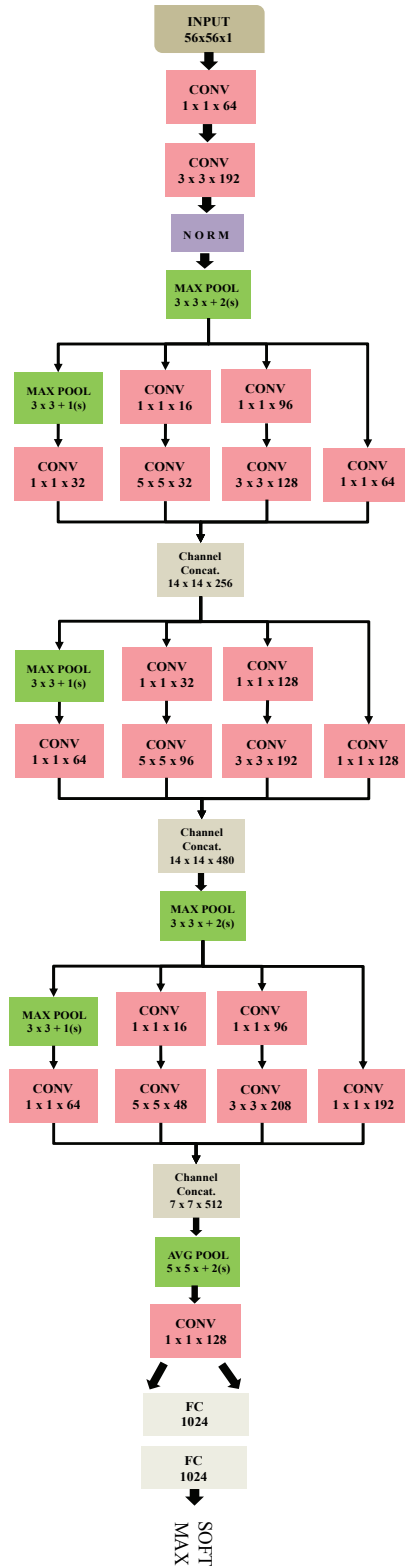 INPUT
56x56x1
CONV
1 x 1 x 64
CONV
3 x 3 x 192
N O R M
MAX POOL
3 x 3 x + 2(s)
MAX POOL
3 x 3 + 1(s)
CONV
1 x 1 x 16
CONV
1 x 1 x 96
CONV
1 x 1 x 32
CONV
5 x 5 x 32
CONV
3 x 3 x 128
CONV
1 x 1 x 64
Channel
Concat.
14 x 14 x 256
MAX POOL
3 x 3 + 1(s)
CONV
1 x 1 x 32
CONV
1 x 1 x 128
CONV
1 x 1 x 64
CONV
5 x 5 x 96
CONV
3 x 3 x 192
CONV
1 x 1 x 128
Channel
Concat.
14 x 14 x 480
MAX POOL
3 x 3 x + 2(s)
MAX POOL
3 x 3 + 1(s)
CONV
1 x 1 x 16
CONV
1 x 1 x 96
CONV
1 x 1 x 64
CONV
5 x 5 x 48
CONV
3 x 3 x 208
CONV
1 x 1 x 192
Channel
Concat.
7 x 7 x 512
AVG POOL
5 x 5 x + 2(s)
CONV
1 x 1 x 128
FC
1024
FC
1024
SOFT
MAX